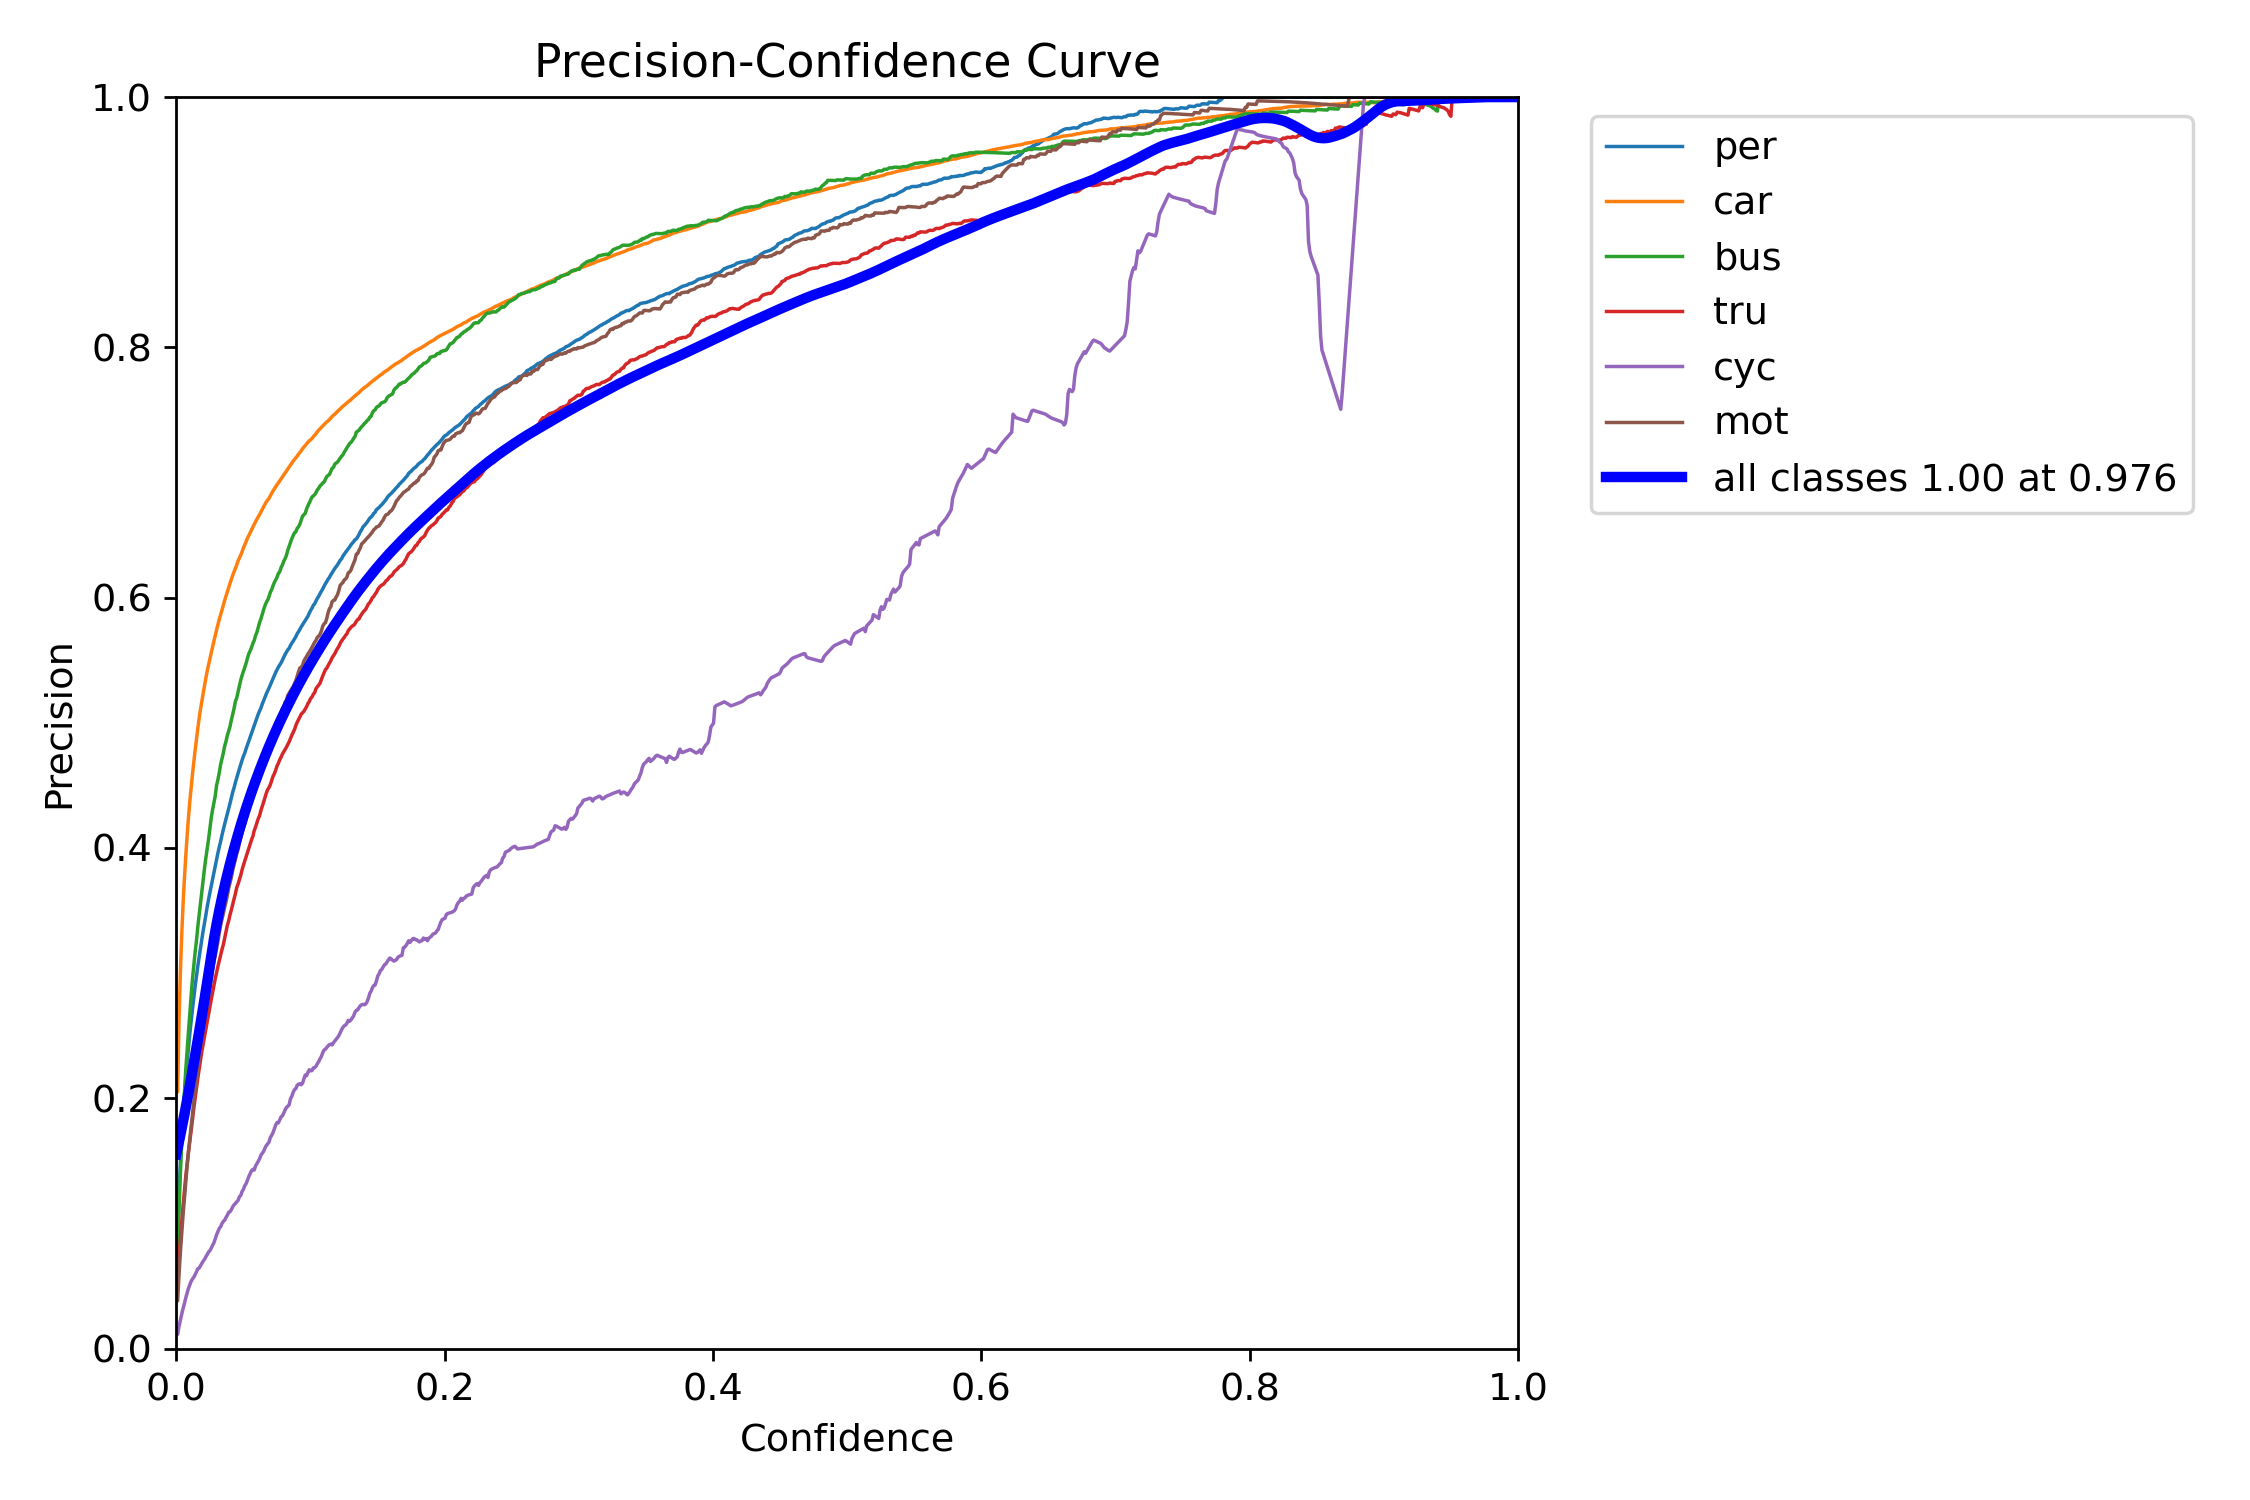 Precision-Confidence Curve
1.0
0.8
0.6
0.4
0.2
0.0
Precision
0.0 0.2 0.4 0.6 0.8 1.0
Confidence
per
car
bus
tru
cyc
mot
all classes 1.00 at 0.976